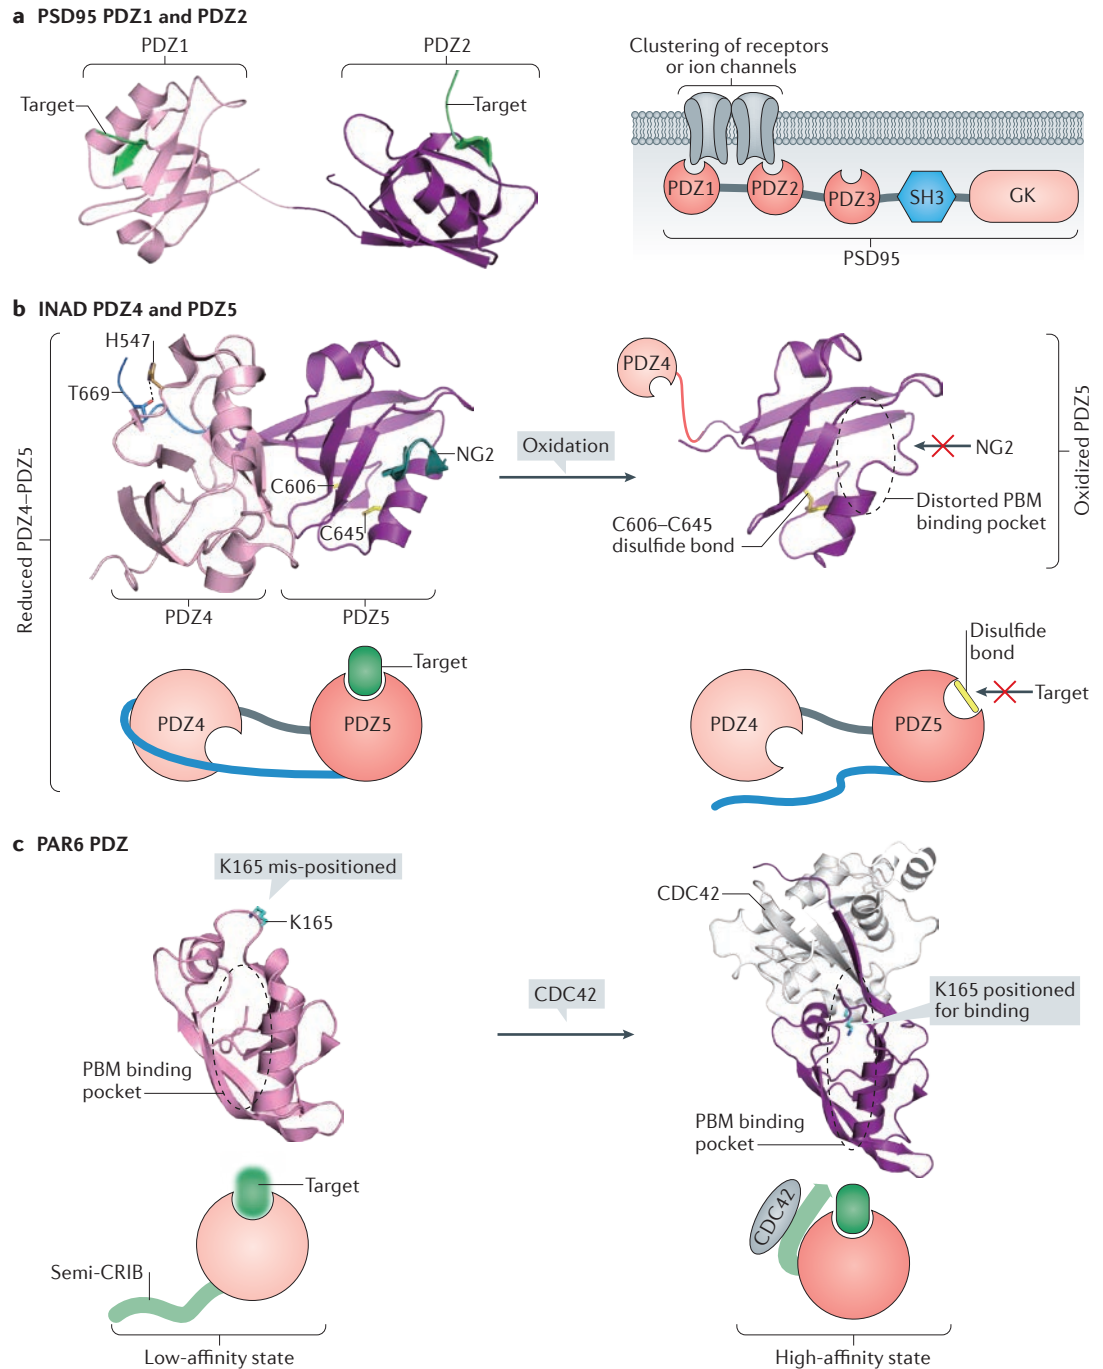 a PSD95 PDZ1 and PDZ2
PDZ1
PDZ2
Target
Target
Clustering of receptors
or ion channels
PDZ1
PDZ2
PDZ3
SH3
GK
PSD95
b INAD PDZ4 and PDZ5
Reduced PDZ4–PDZ5
H547
T669
C606
C645
NG2
PDZ4
PDZ5
Oxidation
PDZ4
NG2
Distorted PBM
binding pocket
C606–C645
disulfide bond
Oxidized PDZ5
Target
PDZ4
PDZ5
Disulfide
bond
Target
PDZ4
PDZ5
c PAR6 PDZ
K165 mis-positioned
K165
PBM binding
pocket
CDC42
CDC42
K165 positioned
for binding
PBM binding
pocket
Target
Semi-CRIB
Low-affinity state
CDC42
High-affinity state